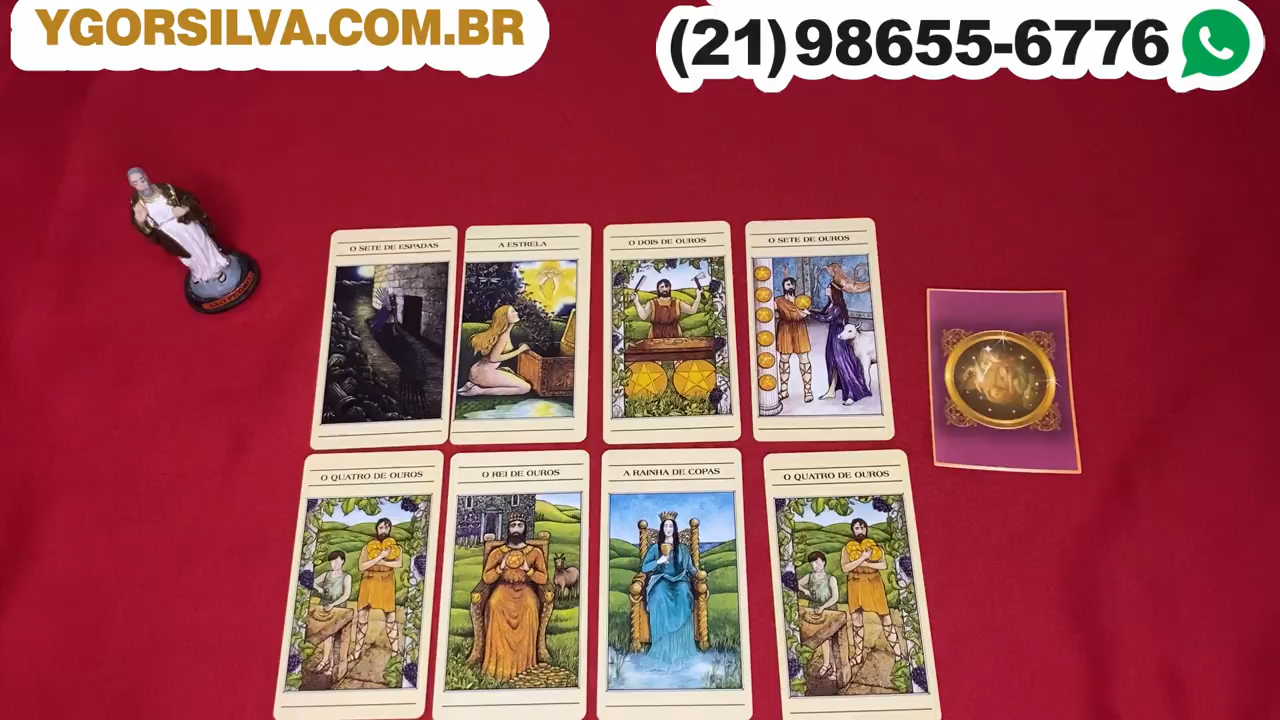 YGORSILVA.COM.BR
(21)98655-6776
O SETE DE ESPADAS
A ESTRELA
O DOIS DE OUROS
O SETE DE OUROS
O QUATRO DE OUROS
O REI DE OUROS
A RAINHA DE COPAS
O QUATRO DE OUROS